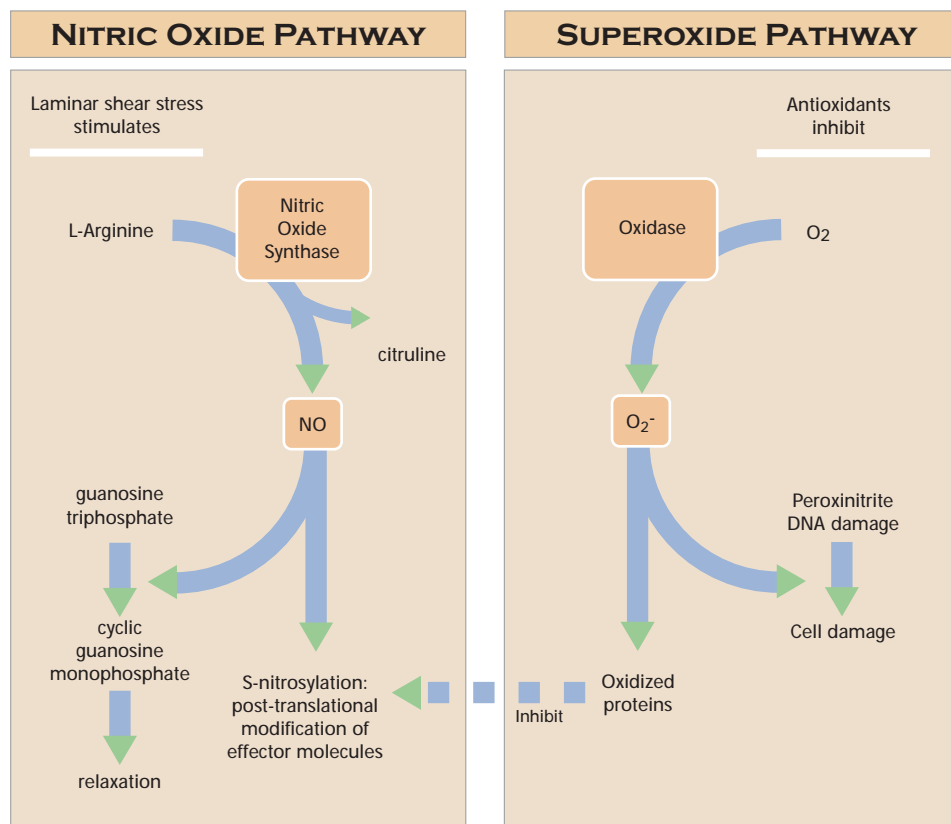 NITRIC OXIDE PATHWAY
Laminar shear stress
stimulates
L-Arginine
Nitric
Oxide
Synthase
citruline
NO
guanosine
triphosphate
cyclic
guanosine
monophosphate
relaxation
S-nitrosylation:
post-translational
modification of
effector molecules
SUPEROXIDE PATHWAY
Antioxidants
inhibit
Oxidase
O2
O2-
Peroxinitrite
DNA damage
Cell damage
Oxidized
proteins
Inhibit